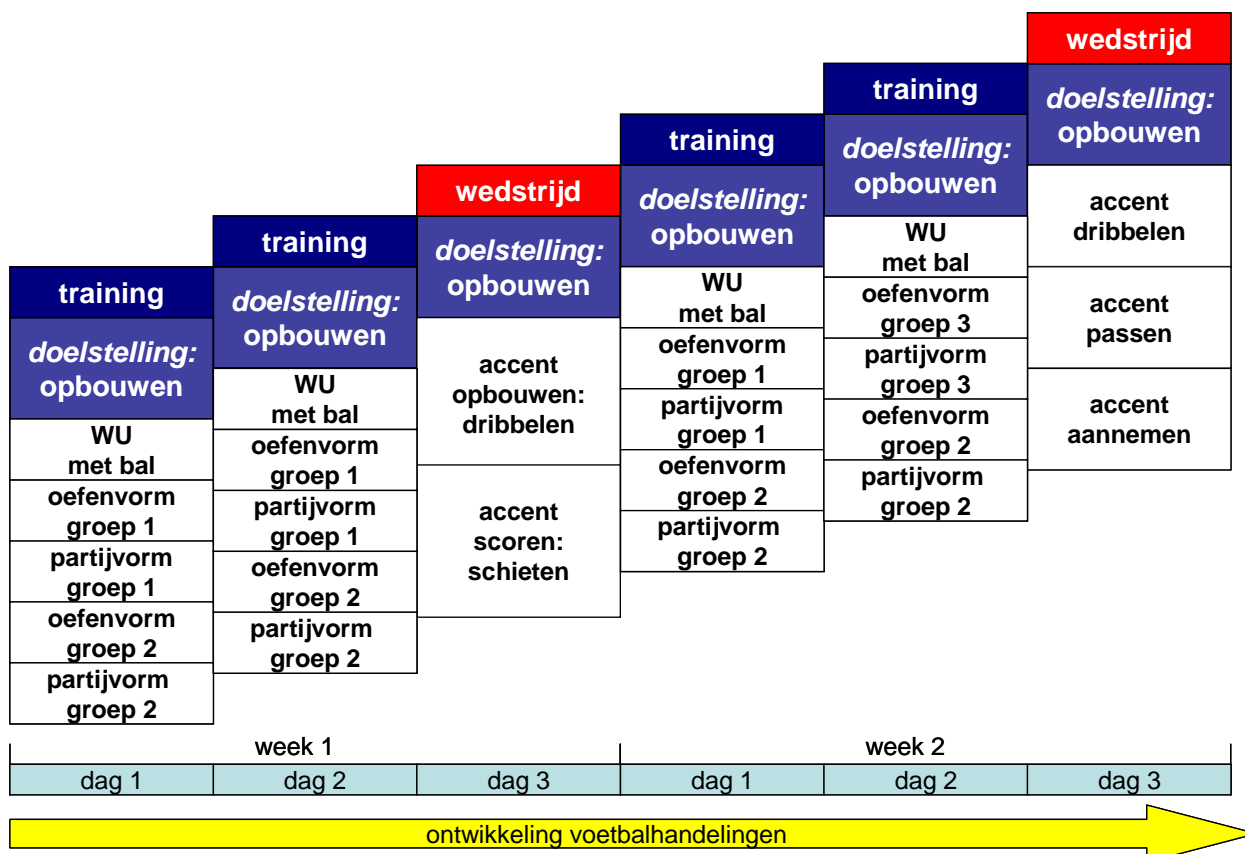 training
doelstelling:
opbouwen
WU
met bal
oefenvorm
groep 1
partijvorm
groep 1
oefenvorm
groep 2
partijvorm
groep 2
training
doelstelling:
opbouwen
WU
met bal
oefenvorm
groep 1
partijvorm
groep 1
oefenvorm
groep 2
partijvorm
groep 2
wedstrijd
doelstelling:
opbouwen
accent
opbouwen:
dribbelen
accent
scoren:
schieten
training
doelstelling:
opbouwen
WU
met bal
oefenvorm
groep 1
partijvorm
groep 1
oefenvorm
groep 2
partijvorm
groep 2
training
doelstelling:
opbouwen
WU
met bal
oefenvorm
groep 3
partijvorm
groep 3
oefenvorm
groep 2
partijvorm
groep 2
wedstrijd
doelstelling:
opbouwen
accent
dribbelen
accent
passen
accent
aannemen
week 1
week 2
dag 1
dag 2
dag 3
dag 1
dag 2
dag 3
ontwikkeling voetbalhandelingen